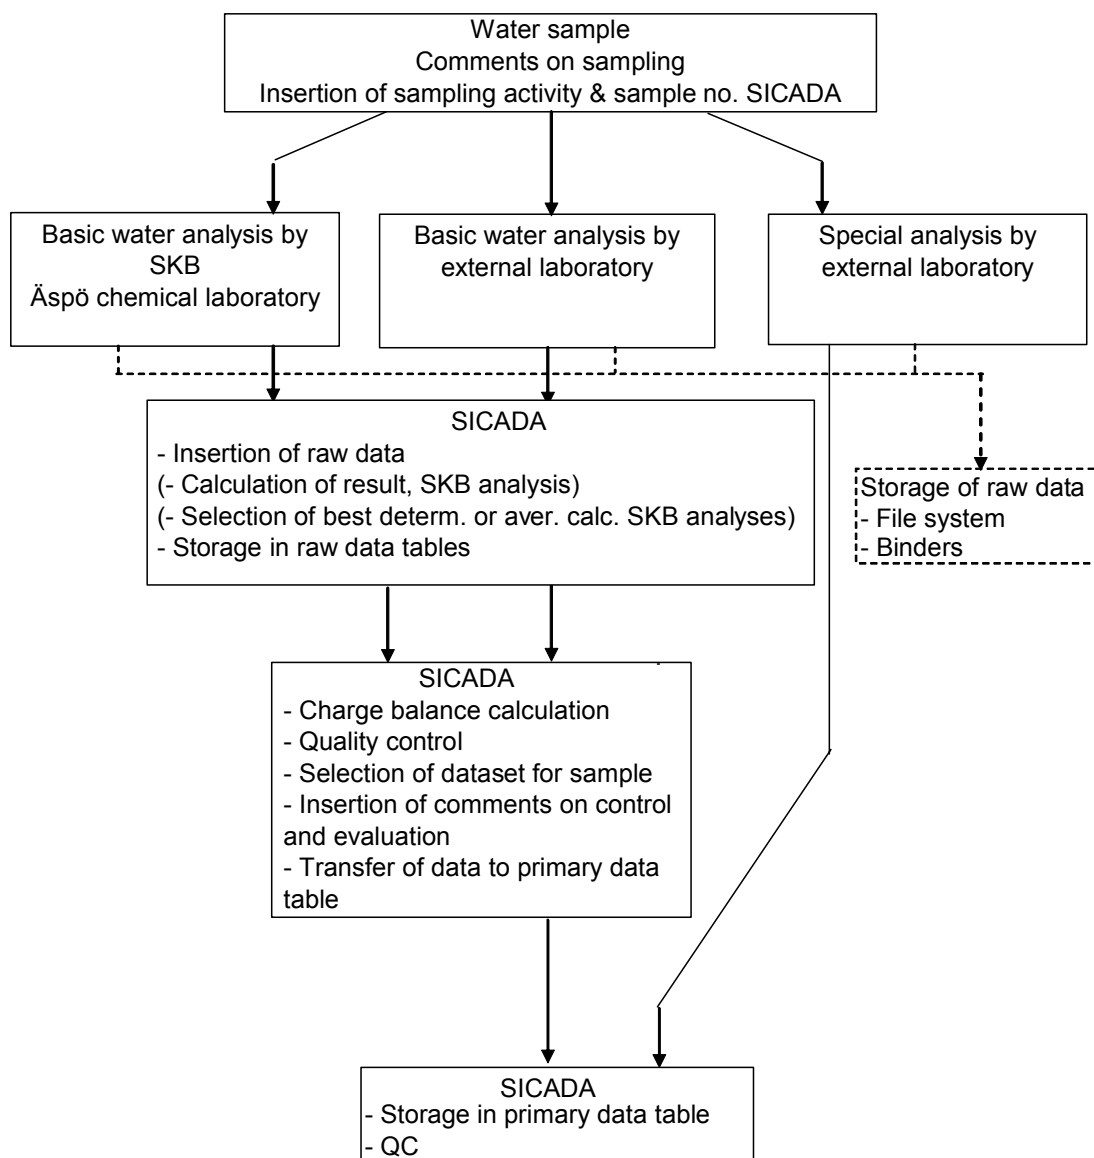 Water sample
Comments on sampling
Insertion of sampling activity & sample no. SICADA
Basic water analysis by
SKB
Äspö chemical laboratory
Basic water analysis by
external laboratory
Special analysis by
external laboratory
SICADA
- Insertion of raw data
(- Calculation of result, SKB analysis)
(- Selection of best determ. or aver. calc. SKB analyses)
- Storage in raw data tables
Storage of raw data
- File system
- Binders
SICADA
- Charge balance calculation
- Quality control
- Selection of dataset for sample
- Insertion of comments on control
and evaluation
- Transfer of data to primary data
table
SICADA
- Storage in primary data table
- QC